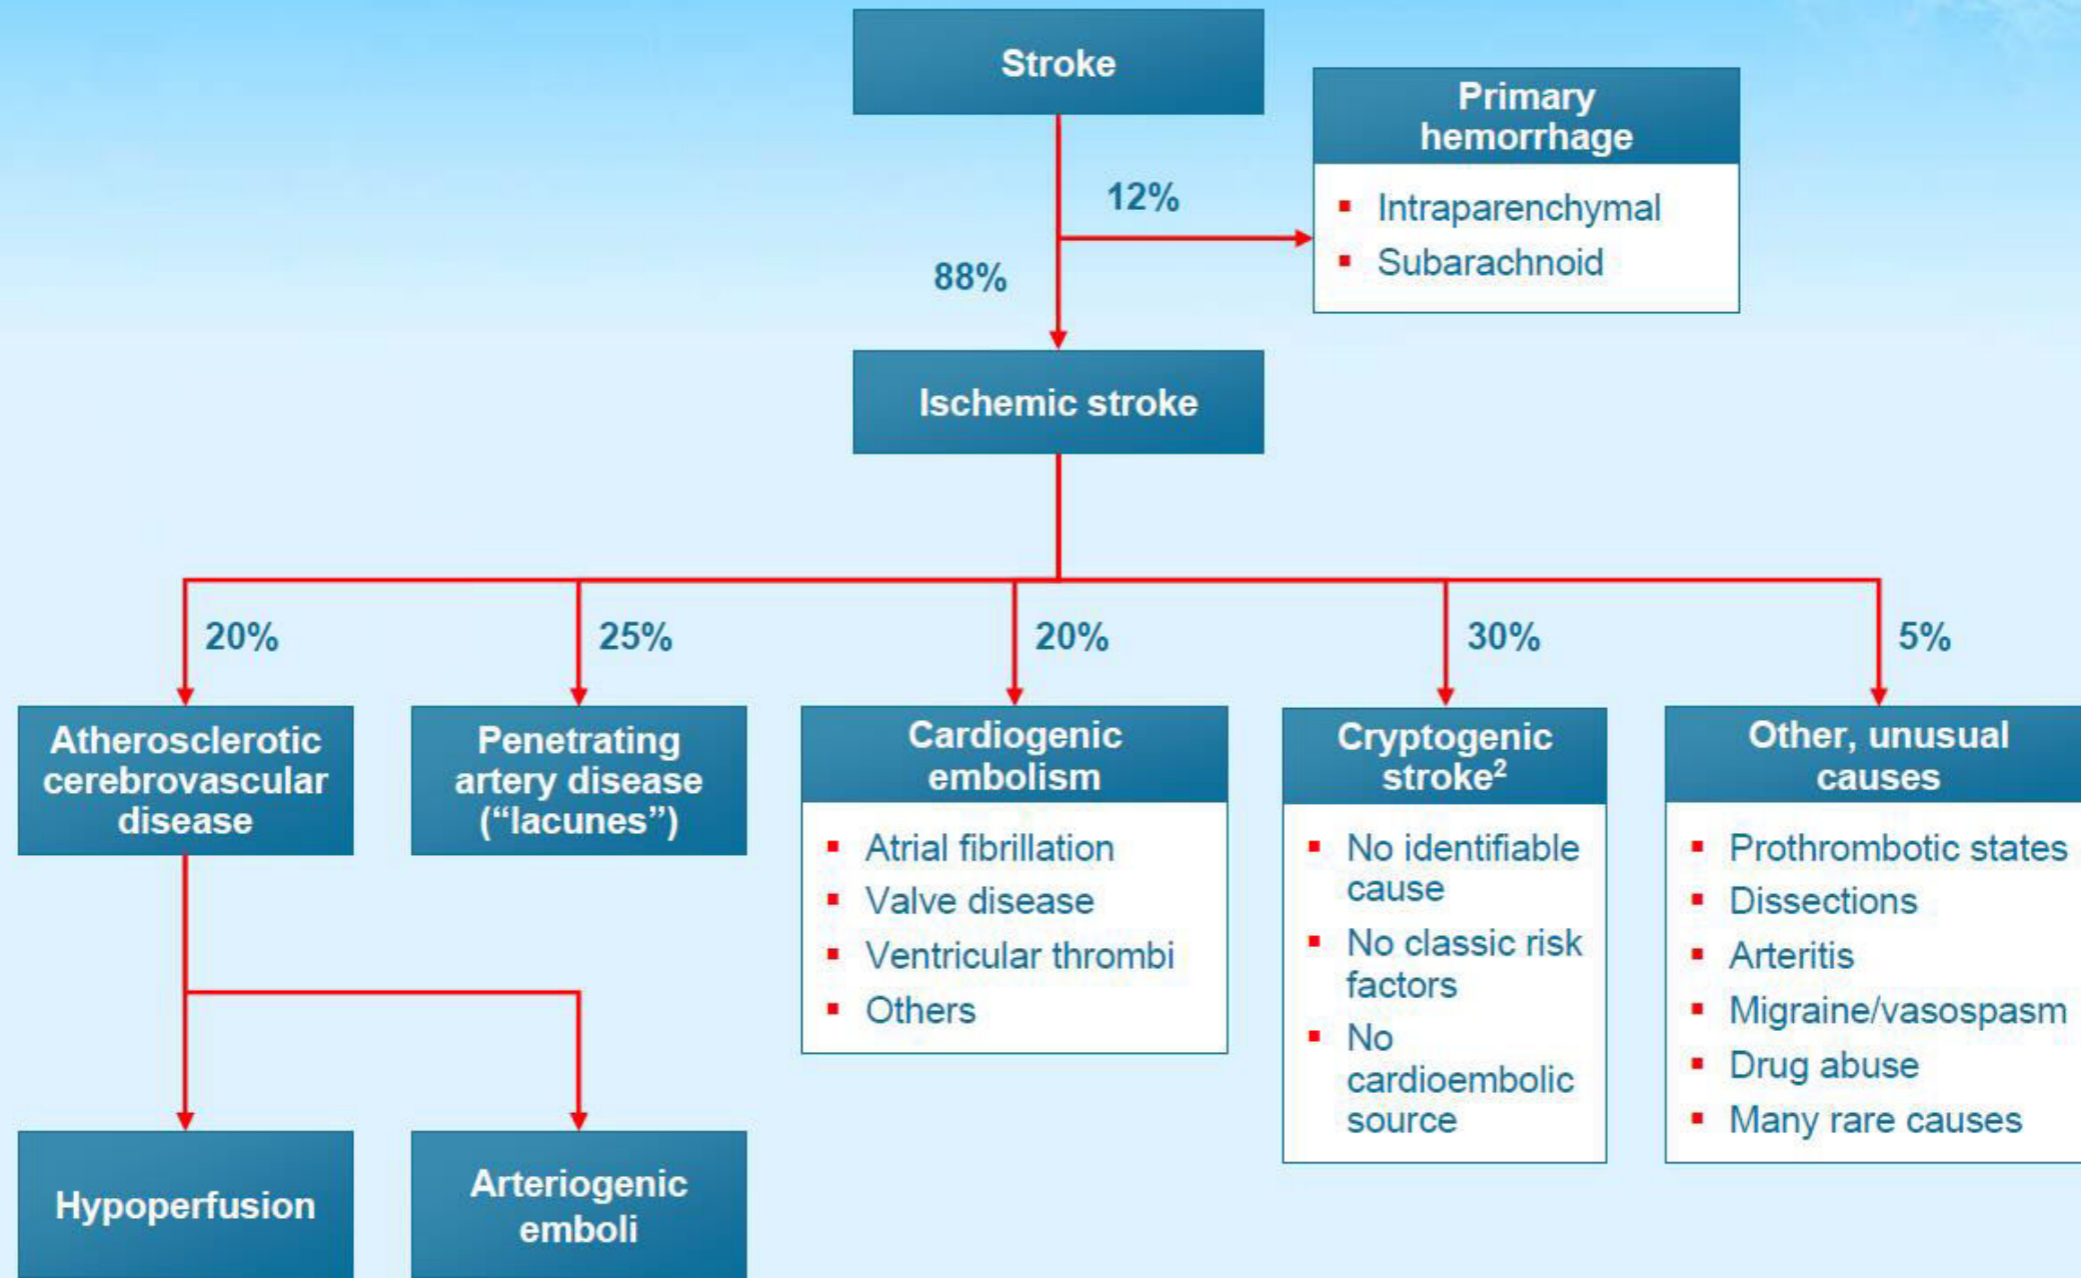 Stroke
Primary
hemorrhage
12%
▪ Intraparenchymal
▪ Subarachnoid
88%
Ischemic stroke
20%
25%
20%
30%
5%
Atherosclerotic
cerebrovascular
disease
Penetrating
artery disease
(“lacunes”)
Cardiogenic
embolism
▪ Atrial fibrillation
▪ Valve disease
▪ Ventricular thrombi
▪ Others
Cryptogenic
stroke²
▪ No identifiable
cause
▪ No classic risk
factors
▪ No
cardioembolic
source
Other, unusual
causes
▪ Prothrombotic states
▪ Dissections
▪ Arteritis
▪ Migraine/vasospasm
▪ Drug abuse
▪ Many rare causes
Hypoperfusion
Arteriogenic
emboli